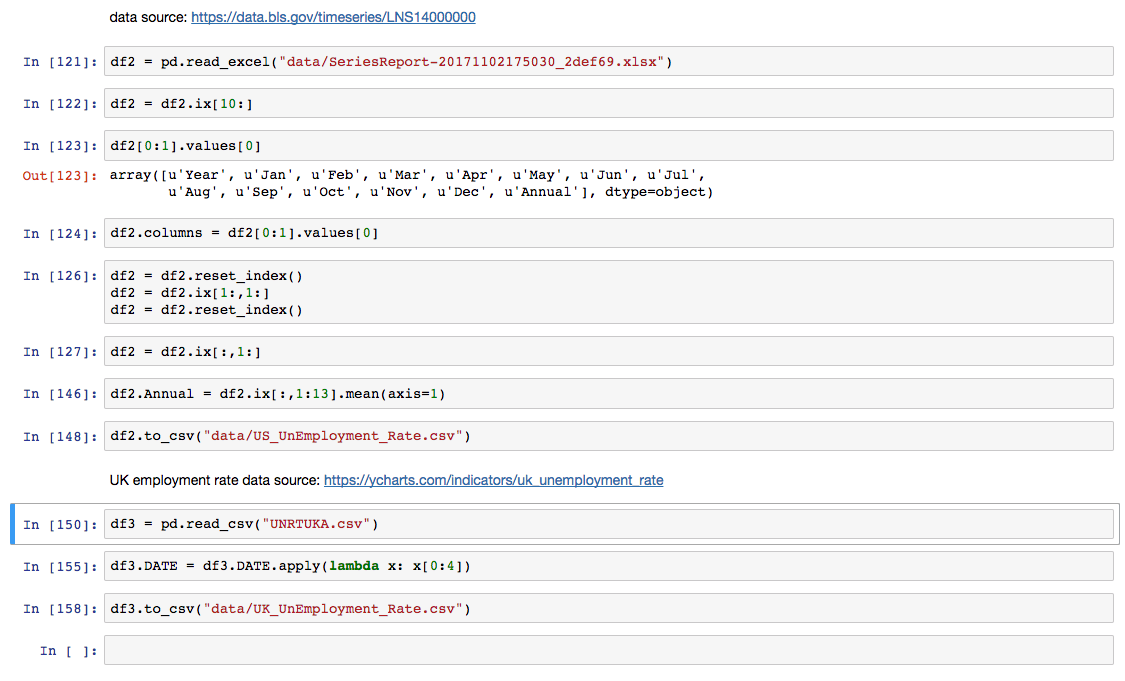 data source: https://data.bls.gov/timeseries/LNS14000000
In [121]: df2 = pd.read_excel("data/SeriesReport-20171102175030_2def69.xlsx")
In [122]: df2 = df2.ix[10:]
In [123]: df2[0:1].values[0]
Out[123]: array([u'Year', u'Jan', u'Feb', u'Mar', u'Apr', u'May', u'Jun', u'Jul',
u'Aug', u'Sep', u'Oct', u'Nov', u'Dec', u'Annual'], dtype=object)
In [124]: df2.columns = df2[0:1].values[0]
In [126]: df2 = df2.reset_index()
df2 = df2.ix[1:,1:]
df2 = df2.reset_index()
In [127]: df2 = df2.ix[:,1:]
In [146]: df2.Annual = df2.ix[:,1:13].mean(axis=1)
In [148]: df2.to_csv("data/US_UnEmployment_Rate.csv")
UK employment rate data source: https://ycharts.com/indicators/uk_unemployment_rate
In [150]: df3 = pd.read_csv("UNRTUKA.csv")
In [155]: df3.DATE = df3.DATE.apply(lambda x: x[0:4])
In [158]: df3.to_csv("data/UK_UnEmployment_Rate.csv")
In [ ]: